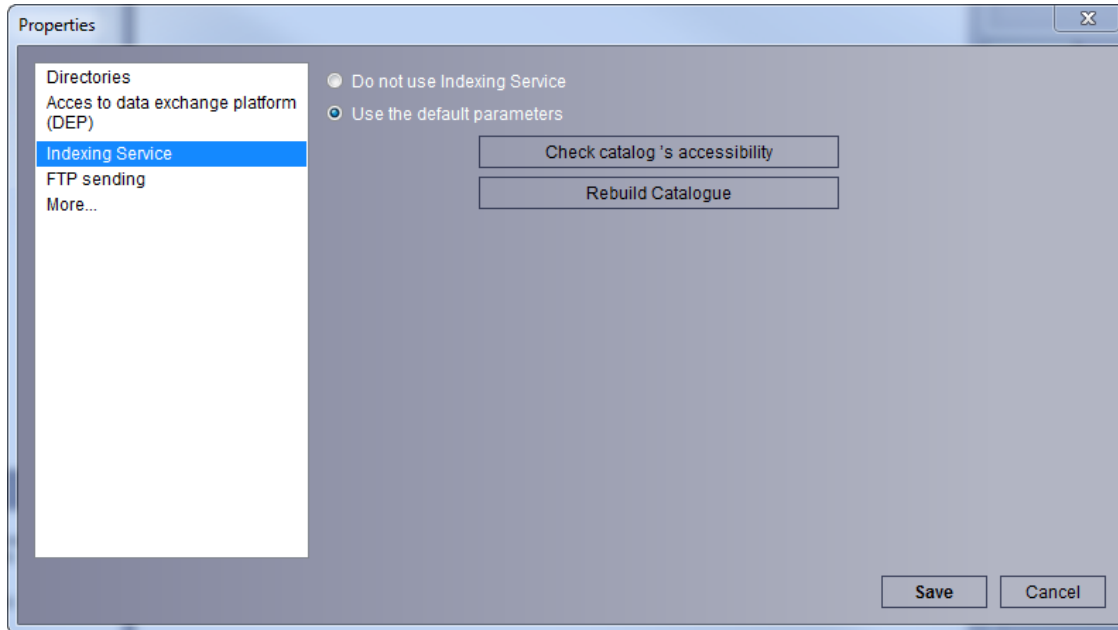 Properties
Directories
Acces to data exchange platform
(DEP)
Indexing Service
FTP sending
More...
Do not use Indexing Service
Use the default parameters
Check catalog 's accessibility
Rebuild Catalogue
Save
Cancel